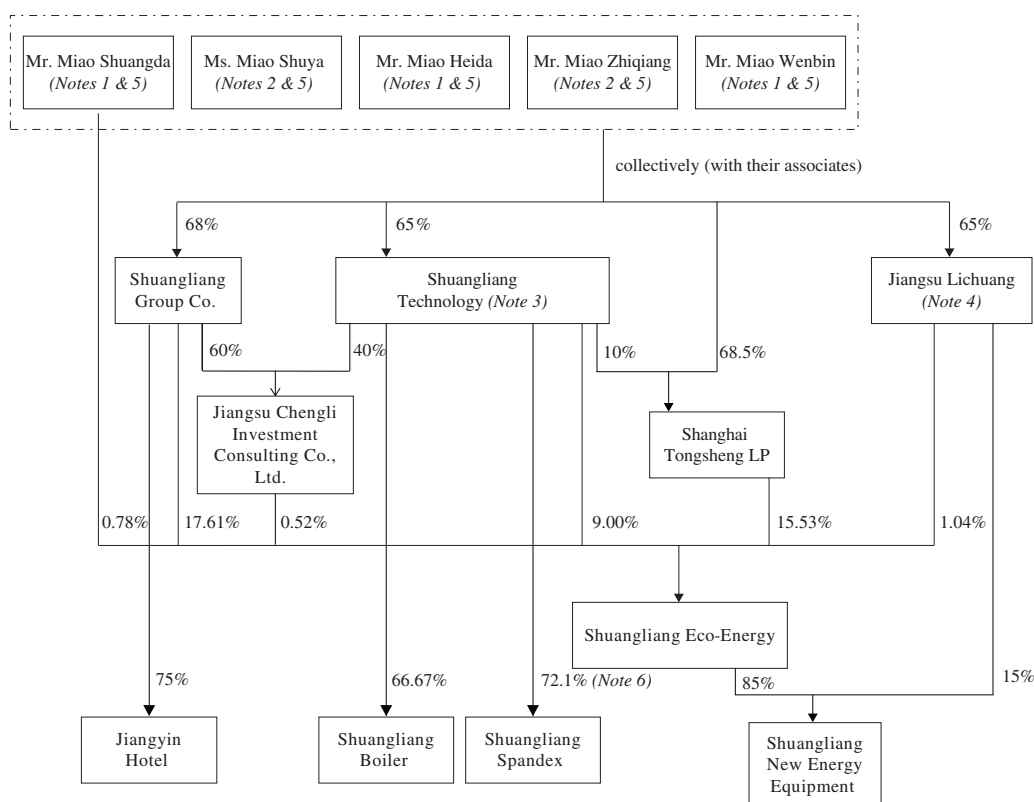 Mr. Miao Shuangda
(Notes 1 & 5)
Ms. Miao Shuya
(Notes 2 & 5)
Mr. Miao Heida
(Notes 1 & 5)
Mr. Miao Zhiqiang
(Notes 2 & 5)
Mr. Miao Wenbin
(Notes 1 & 5)
collectively (with their associates)
68%
65%
65%
Shuangliang
Group Co.
Shuangliang
Technology (Note 3)
Jiangsu Lichuang
(Note 4)
60%
40%
10%
68.5%
Jiangsu Chengli
Investment
Consulting Co.,
Ltd.
Shanghai
Tongsheng LP
0.78%
17.61%
0.52%
9.00%
15.53%
1.04%
Shuangliang Eco-Energy
75%
66.67%
72.1% (Note 6)
85%
15%
Jiangyin
Hotel
Shuangliang
Boiler
Shuangliang
Spandex
Shuangliang
New Energy
Equipment